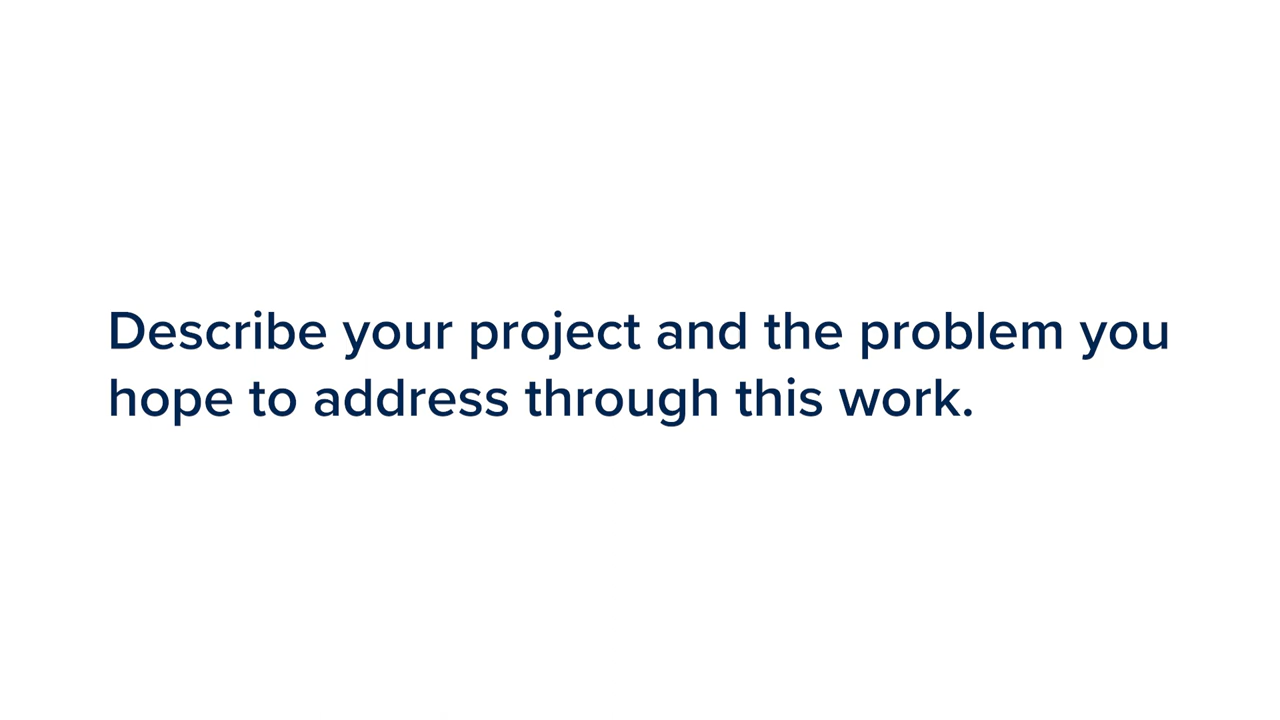 Describe your project and the problem you
hope to address through this work.